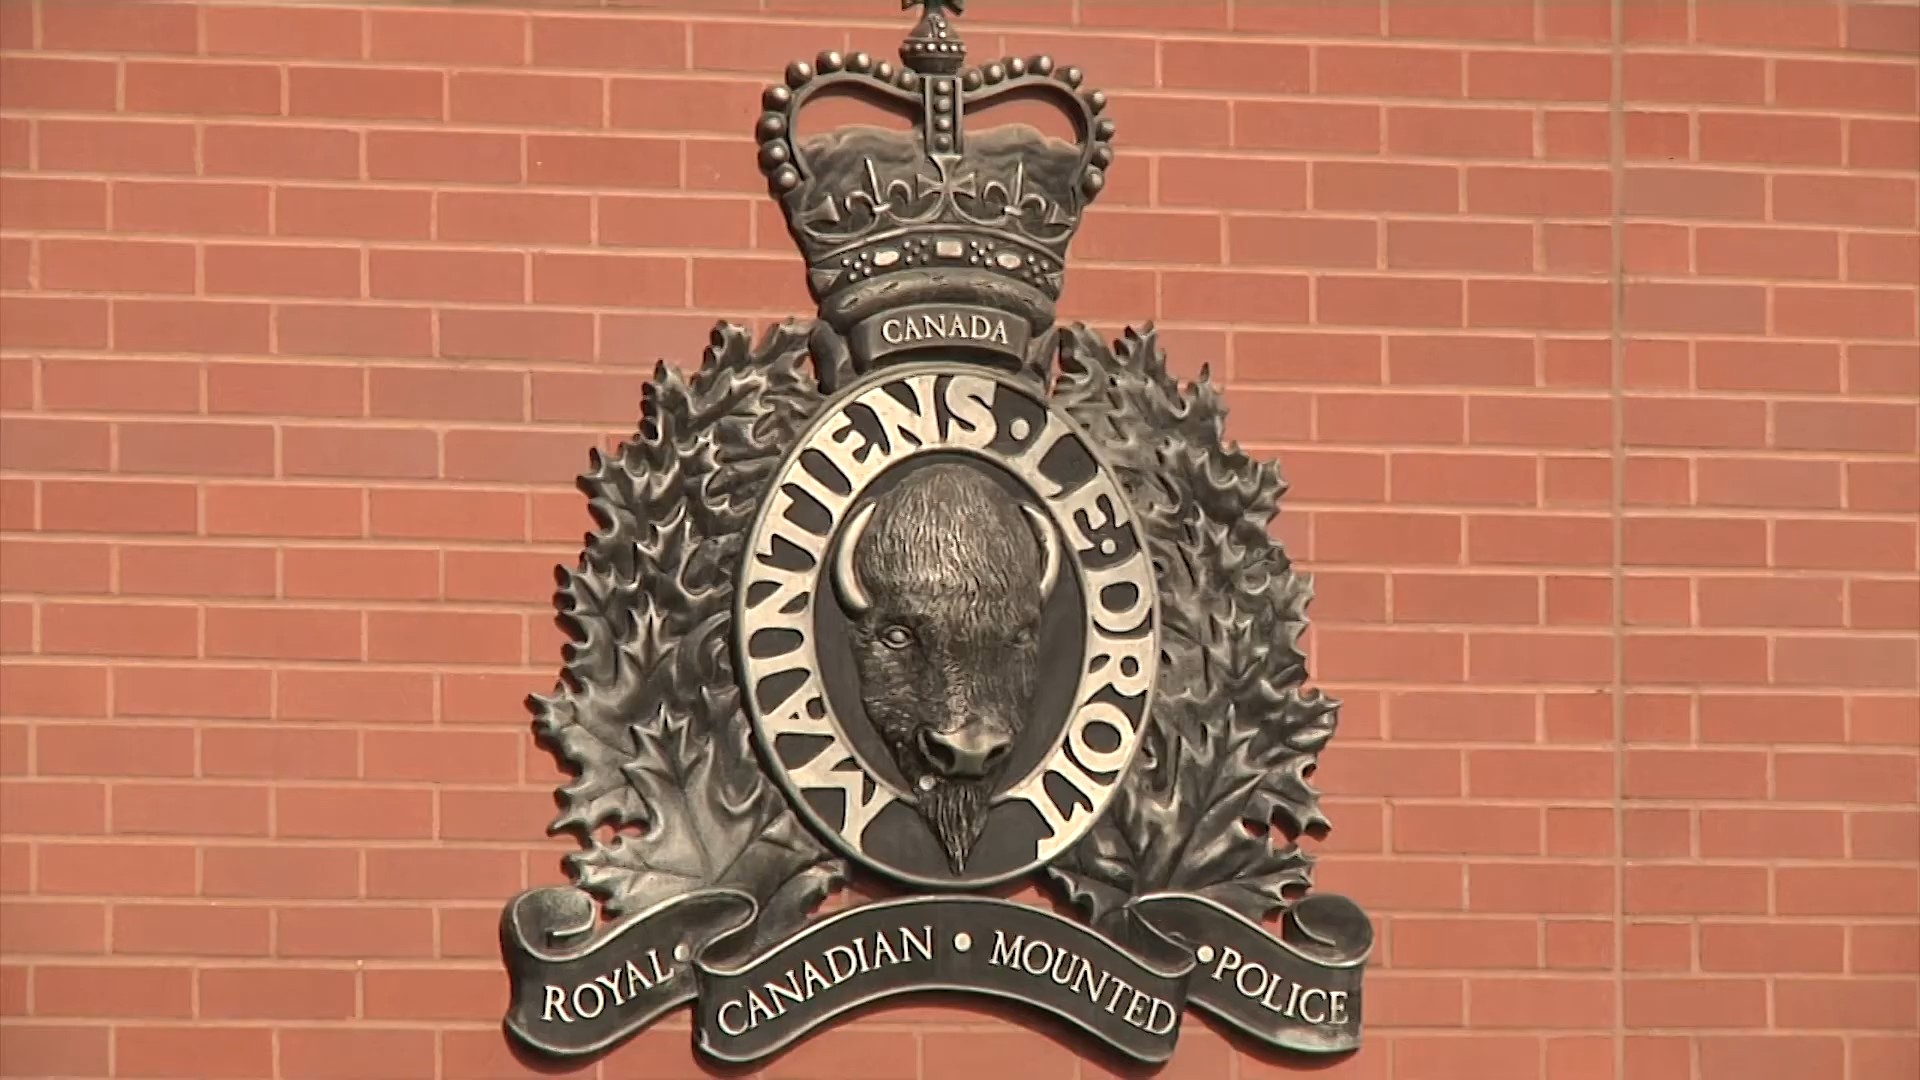 CANADA
MAINTIENS • LE • DROIT
ROYAL • CANADIAN • MOUNTED • POLICE